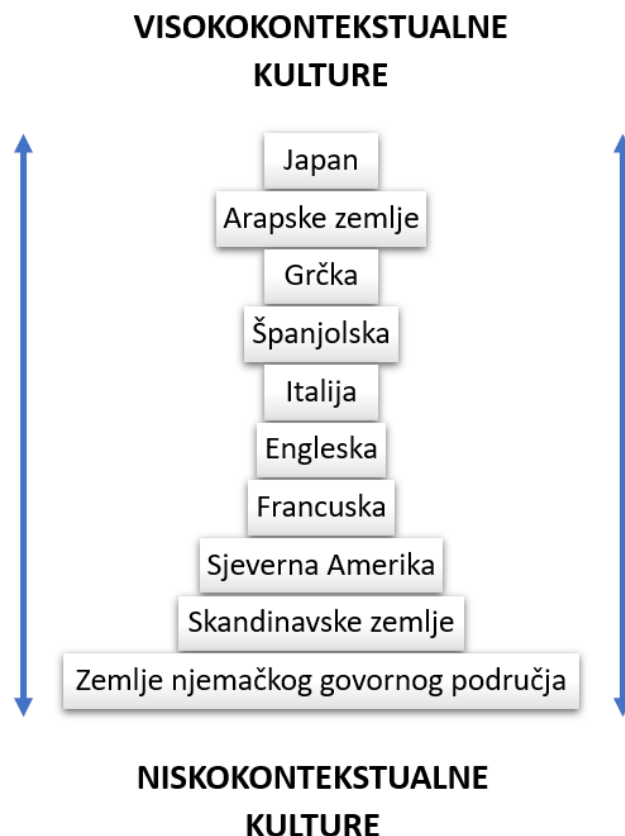 VISOKOKONTEKSTUALNE
KULTURE
Japan
Arapske zemlje
Grčka
Španjolska
Italija
Engleska
Francuska
Sjeverna Amerika
Skandinavske zemlje
Zemlje njemačkog govornog područja
NISKOKONTEKSTUALNE
KULTURE